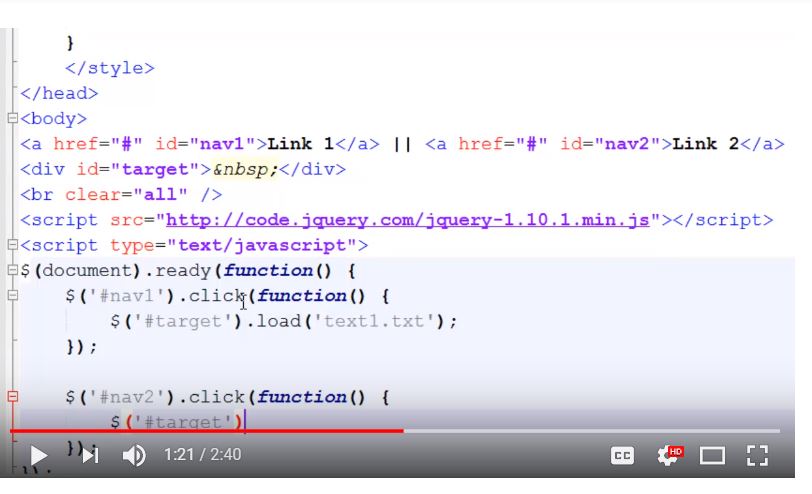 }
</style>
</head>
<body>
<a href="#" id="nav1">Link 1</a> || <a href="#" id="nav2">Link 2</a>
<div id="target">&nbsp;</div>
<br clear="all" />
<script src="http://code.jquery.com/jquery-1.10.1.min.js"></script>
<script type="text/javascript">
$(document).ready(function() {
$('#nav1').click(function() {
$('#target').load('text1.txt');
});
$('#nav2').click(function() {
$('#target')
});
});
1:21 / 2:40
CC
HD